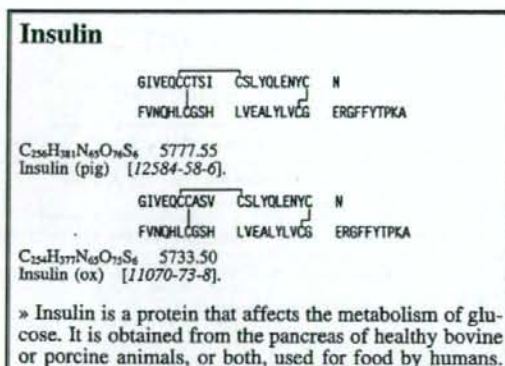 Insulin
GIVEQCCTSI CSLYQLENYC N
FVNQHLCGSH LVEALYLVCG ERGFFYTPKA
C₂₅₆H₃₈₁N₆₅O₇₆S₆ 5777.55
Insulin (pig) [12584-58-6].
GIVEQCCASV CSLYQLENYC N
FVNQHLCGSH LVEALYLVCG ERGFFYTPKA
C₂₅₄H₃₇₇N₆₅O₇₅S₆ 5733.50
Insulin (ox) [11070-73-8].
» Insulin is a protein that affects the metabolism of glu-
cose. It is obtained from the pancreas of healthy bovine
or porcine animals, or both, used for food by humans.